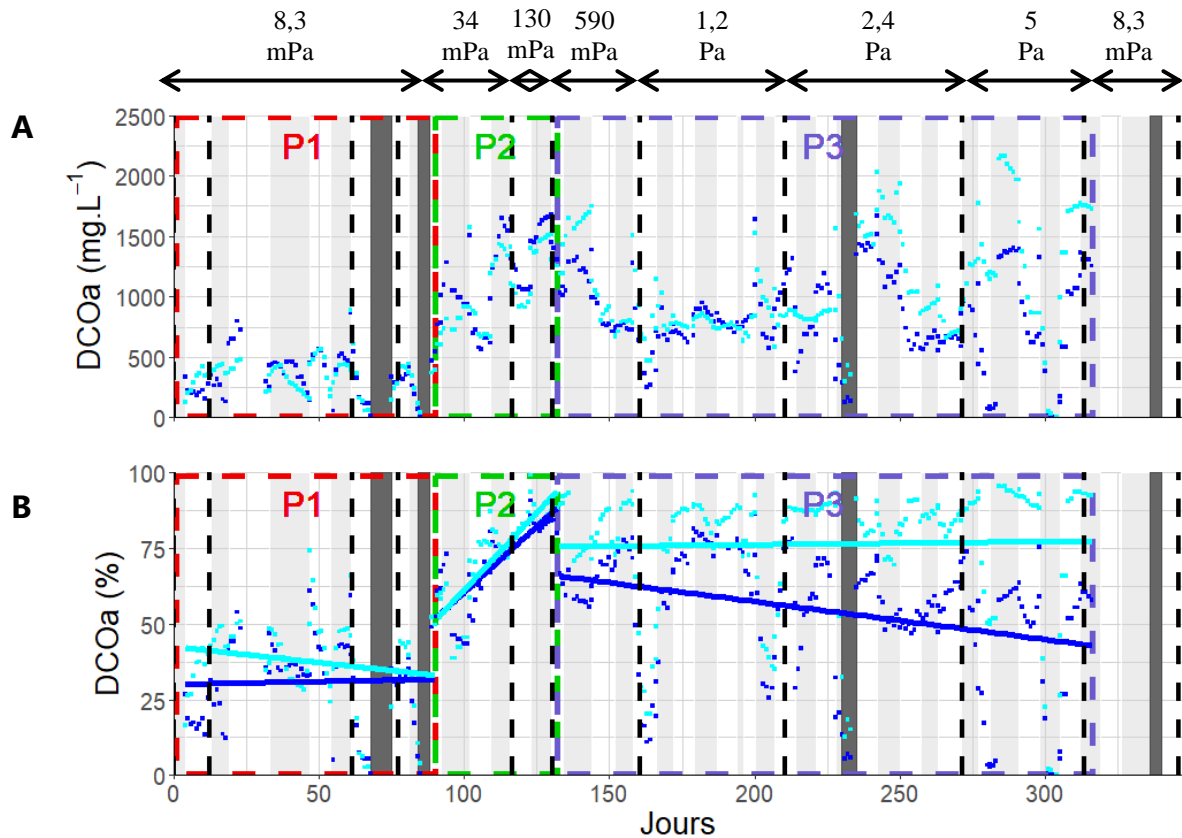 8,3 34 130 590 1,2 2,4 5 8,3
mPa mPa mPa mPa Pa Pa Pa mPa
A
DCOa (mg.L⁻¹)
2500
2000
1500
1000
500
0
P1 P2 P3
B
DCOa (%)
100
75
50
25
0
P1 P2 P3
0 50 100 150 200 250 300
Jours